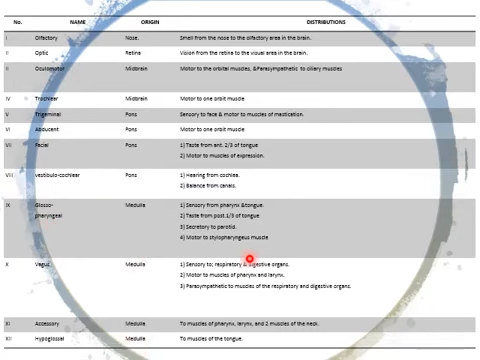 No. NAME ORIGIN DISTRIBUTIONS
I Olfactory Nose. Smell from the nose to the olfactory area in the brain.
II Optic Retina Vision from the retina to the visual area in the brain.
II Oculomotor Midbrain Motor to the orbital muscles, &Parasympathetic to ciliary muscles
IV Trochlear Midbrain Motor to one orbit muscle
V Trigeminal Pons Sensory to face & motor to muscles of mastication.
VI Abducent Pons Motor to one orbit muscle
VII Facial Pons 1) Taste from ant. 2/3 of tongue
2) Motor to muscles of expression.
VIII vestibulo-cochlear Pons 1) Hearing from cochlea.
2) Balance from canals.
IX Glosso- Medulla 1) Sensory from pharynx &tongue.
pharyngeal 2) Taste from post.1/3 of tongue
3) Secretory to parotid.
4) Motor to stylopharyngeus muscle
X Vagus Medulla 1) Sensory to; respiratory & digestive organs.
2) Motor to muscles of pharynx and larynx.
3) Parasympathetic to muscles of the respiratory and digestive organs.
XI Accessory Medulla To muscles of pharynx, larynx, and 2 muscles of the neck.
XII Hypoglossal Medulla To muscles of the tongue.